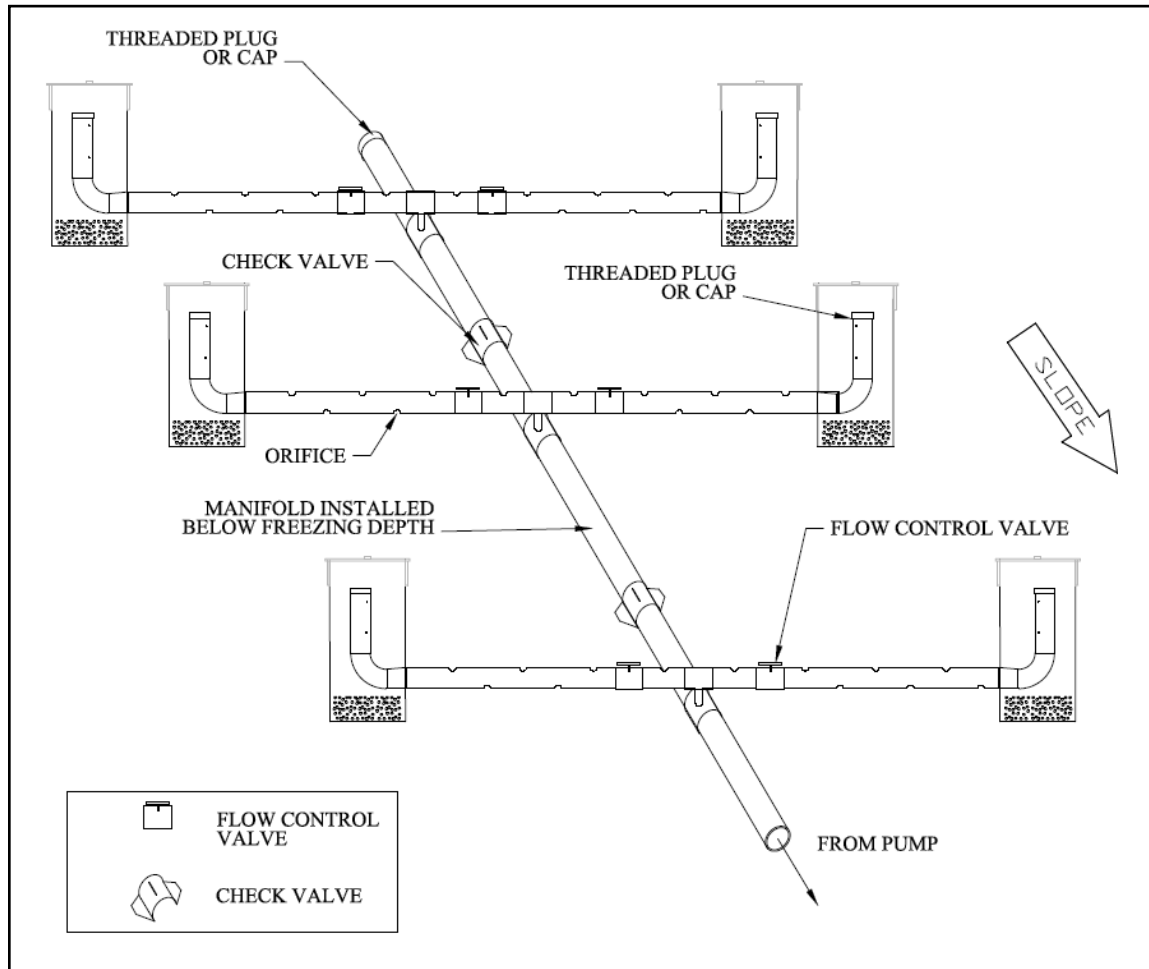 THREADED PLUG
OR CAP
CHECK VALVE
THREADED PLUG
OR CAP
SLOPE
ORIFICE
MANIFOLD INSTALLED
BELOW FREEZING DEPTH
FLOW CONTROL VALVE
FROM PUMP
FLOW CONTROL
VALVE
CHECK VALVE